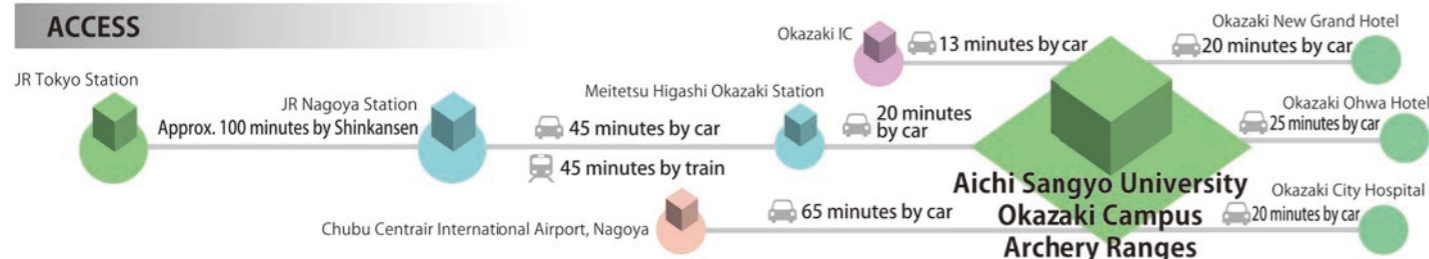 ACCESS
JR Tokyo Station
Approx. 100 minutes by Shinkansen
JR Nagoya Station
45 minutes by car
45 minutes by train
Meitetsu Higashi Okazaki Station
20 minutes
by car
Okazaki IC
13 minutes by car
Chubu Centrair International Airport, Nagoya
65 minutes by car
Aichi Sangyo University
Okazaki Campus
Archery Ranges
Okazaki New Grand Hotel
20 minutes by car
Okazaki Ohwa Hotel
25 minutes by car
Okazaki City Hospital
20 minutes by car